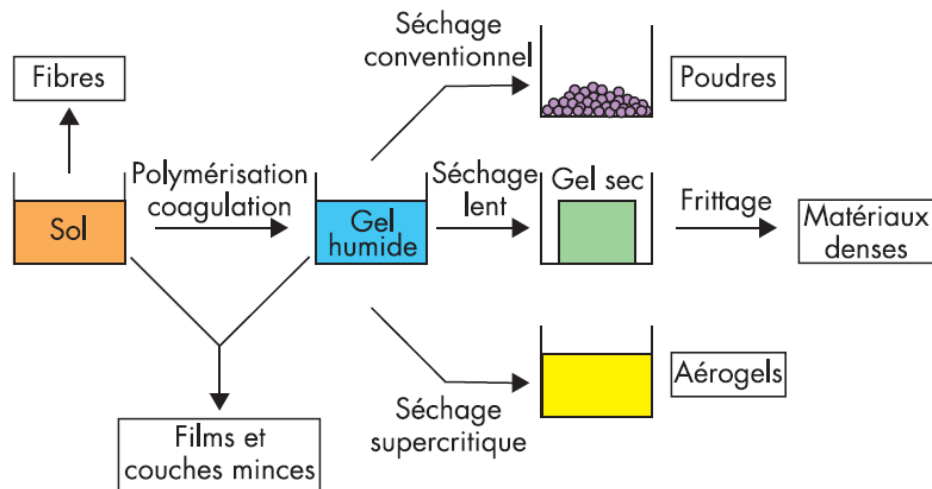 Fibres
Séchage
conventionnel
Poudres
Sol
Polymérisation
coagulation
Gel
humide
Séchage
lent
Gel sec
Frittage
Matériaux
denses
Films et
couches minces
Séchage
supercritique
Aérogels